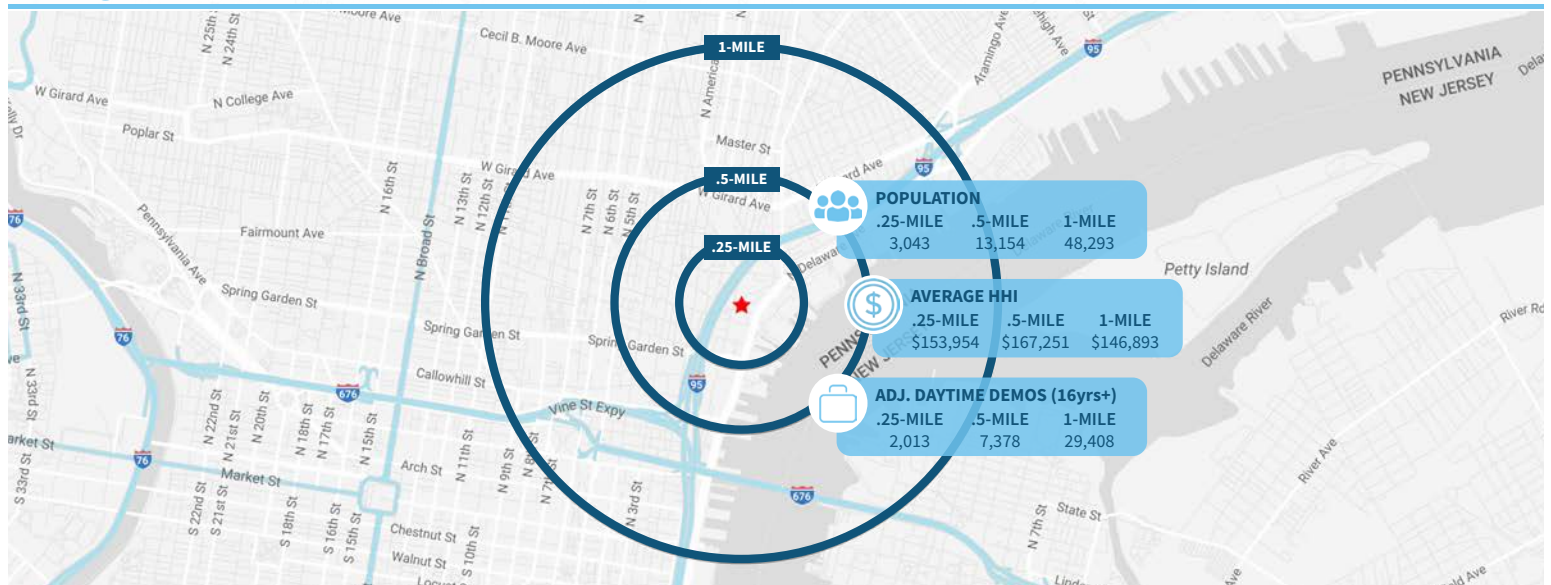 Cecil B. Moore Ave
N 25th St
N 24th St
W Girard Ave
N College Ave
Poplar St
N 16th St
N 13th St
N 12th St
W Girard Ave
N 7th St
N 6th St
N 5th St
N American
Master St
W Girard Ave
Aramingo Ave
95
95
PENNSYLVANIA
NEW JERSEY
1-MILE
.5-MILE
.25-MILE
POPULATION
.25-MILE .5-MILE 1-MILE
3,043 13,154 48,293
AVERAGE HHI
.25-MILE .5-MILE 1-MILE
$153,954 $167,251 $146,893
ADJ. DAYTIME DEMOS (16yrs+)
.25-MILE .5-MILE 1-MILE
2,013 7,378 29,408
Petty Island
Delaware River
River Rd
River Ave
76
Pennsylvania Ave
Fairmount Ave
N Broad St
Spring Garden St
Spring Garden St
Spring Garden St
N 33rd St
N 33rd St
76
676
Callowhill St
Vine St Expy
95
N 22nd St
N 21st St
N 20th St
N 18th St
N 17th St
N 15th St
Market St
76
S 33rd St
Market St
Arch St
N 11th St
N 9th St
N 8th St
N 7th St
N 3rd St
676
S 22nd St
S 21st St
S 18th St
S 16th St
S 15th St
Chestnut St
Walnut St
S 10th St
N 7th St
State St